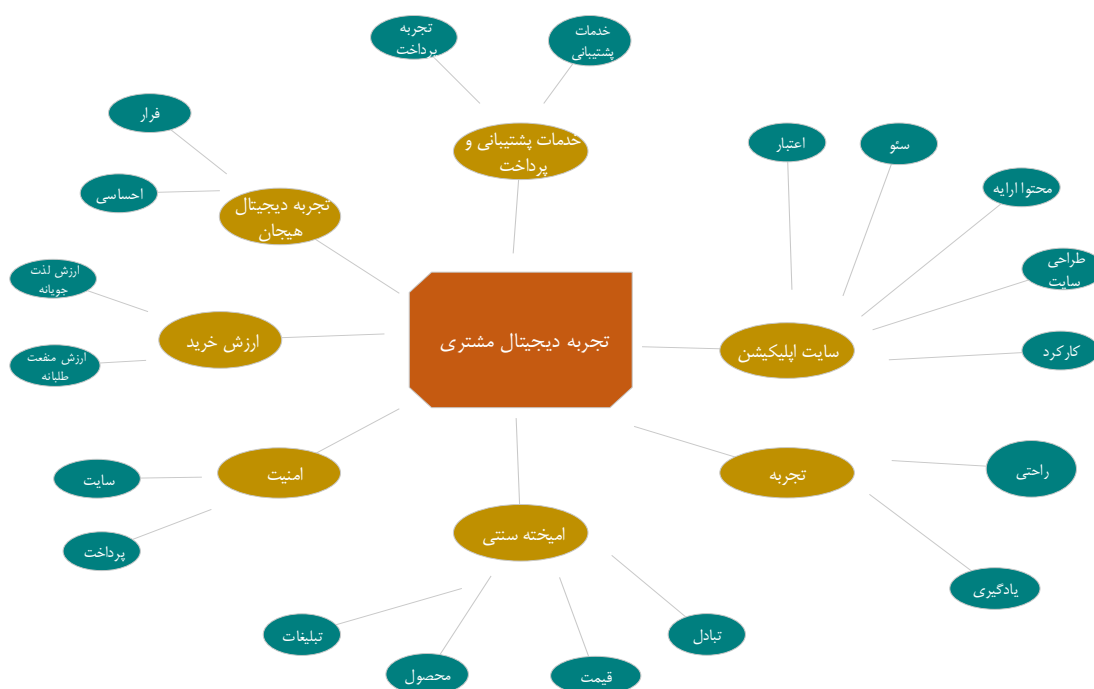 تجربه
پرداخت
خدمات
پشتیبانی
خدمات پشتیبانی و
پرداخت
فرار
احساسی
تجربه دیجیتال
هیجان
اعتبار
سئو
محتوا ارایه
طراحی
سایت
کارکرد
سایت اپلیکیشن
ارزش لذت
جویانه
ارزش منفعت
طلبانه
ارزش خرید
تجربه دیجیتال مشتری
امنیت
سایت
پرداخت
امیخته سنتی
تبلیغات
محصول
قیمت
تبادل
تجربه
راحتی
یادگیری